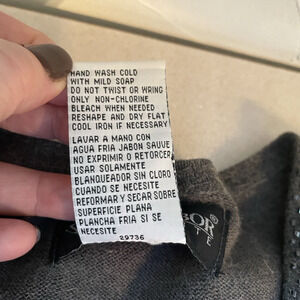 HAND WASH COLD
WITH MILD SOAP
DO NOT TWIST OR WRING
ONLY NON-CHLORINE
BLEACH WHEN NEEDED
RESHAPE AND DRY FLAT
COOL IRON IF NECESSARY
LAVAR A MANO CON
AGUA FRIA JABON SAUVE
NO EXPRIMIR O RETORCER
USAR SOLAMENTE
BLANQUEADOR SIN CLORO
CUANDO SE NECESITE
REFORMAR Y SECAR SOBRE
SUPERFICIE PLANA
PLANCHA FRIA SI SE
NECESITE
29736